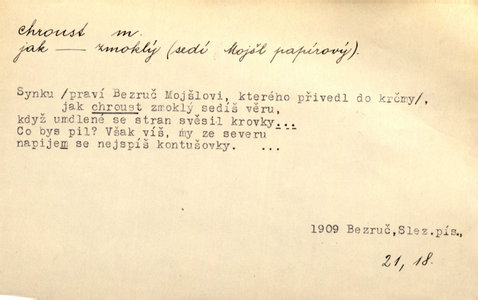 chroust m.
jak — zmoklý (sedí Mojšl papírový).
Synku /praví Bezruč Mojšlovi, kterého přivedl do krčmy/,
jak chroust zmoklý sedíš věru,
když umdlené se stran svěsil krovky...
Co bys pil? Však víš, my ze severu
napijem se nejspíš kontušovky. ...
1909 Bezruč,Slez.pís.,
21, 18.